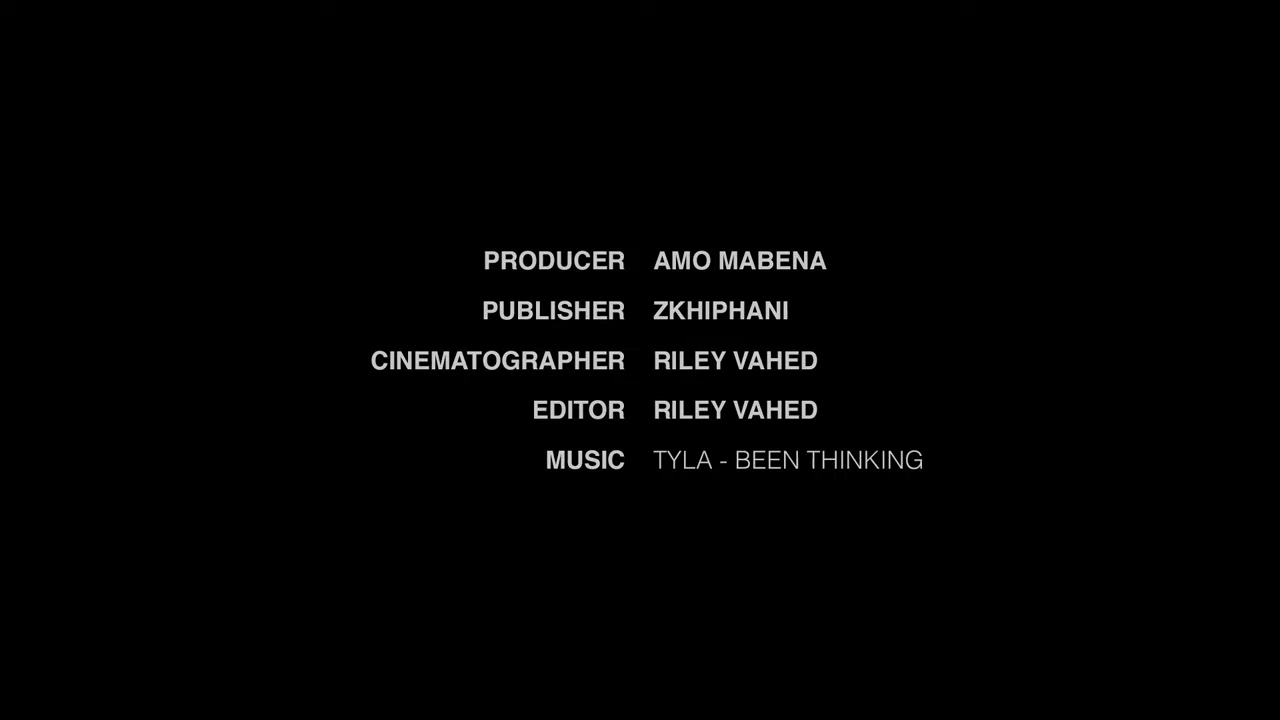 PRODUCER AMO MABENA
PUBLISHER ZKHIPHANI
CINEMATOGRAPHER RILEY VAHED
EDITOR RILEY VAHED
MUSIC TYLA - BEEN THINKING